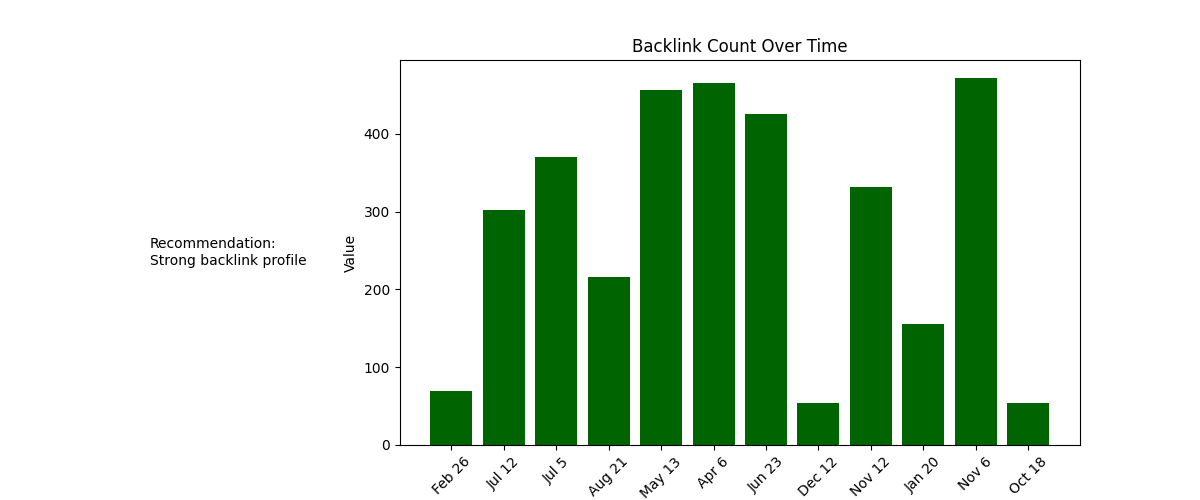 Backlink Count Over Time
Recommendation:
Strong backlink profile
Value
400
300
200
100
0
Feb 26
Jul 12
Jul 5
Aug 21
May 13
Apr 6
Jun 23
Dec 12
Nov 12
Jan 20
Nov 6
Oct 18